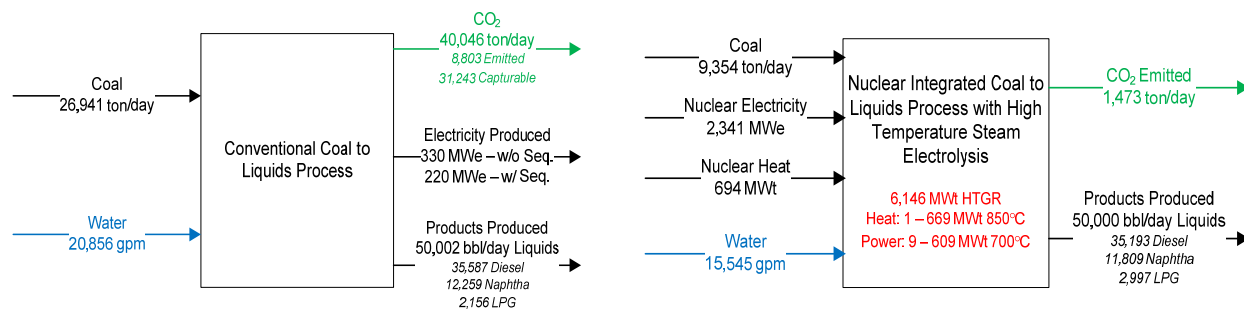 Coal
26,941 ton/day
Water
20,856 gpm
Conventional Coal to
Liquids Process
CO2
40,046 ton/day
8,803 Emitted
31,243 Capturable
Electricity Produced
330 MWe – w/o Seq.
220 MWe – w/ Seq.
Products Produced
50,002 bbl/day Liquids
35,587 Diesel
12,259 Naphtha
2,156 LPG
Coal
9,354 ton/day
Nuclear Electricity
2,341 MWe
Nuclear Heat
694 MWt
Water
15,545 gpm
Nuclear Integrated Coal to
Liquids Process with High
Temperature Steam
Electrolysis
6,146 MWt HTGR
Heat: 1 – 669 MWt 850°C
Power: 9 – 609 MWt 700°C
CO2 Emitted
1,473 ton/day
Products Produced
50,000 bbl/day Liquids
35,193 Diesel
11,809 Naphtha
2,997 LPG